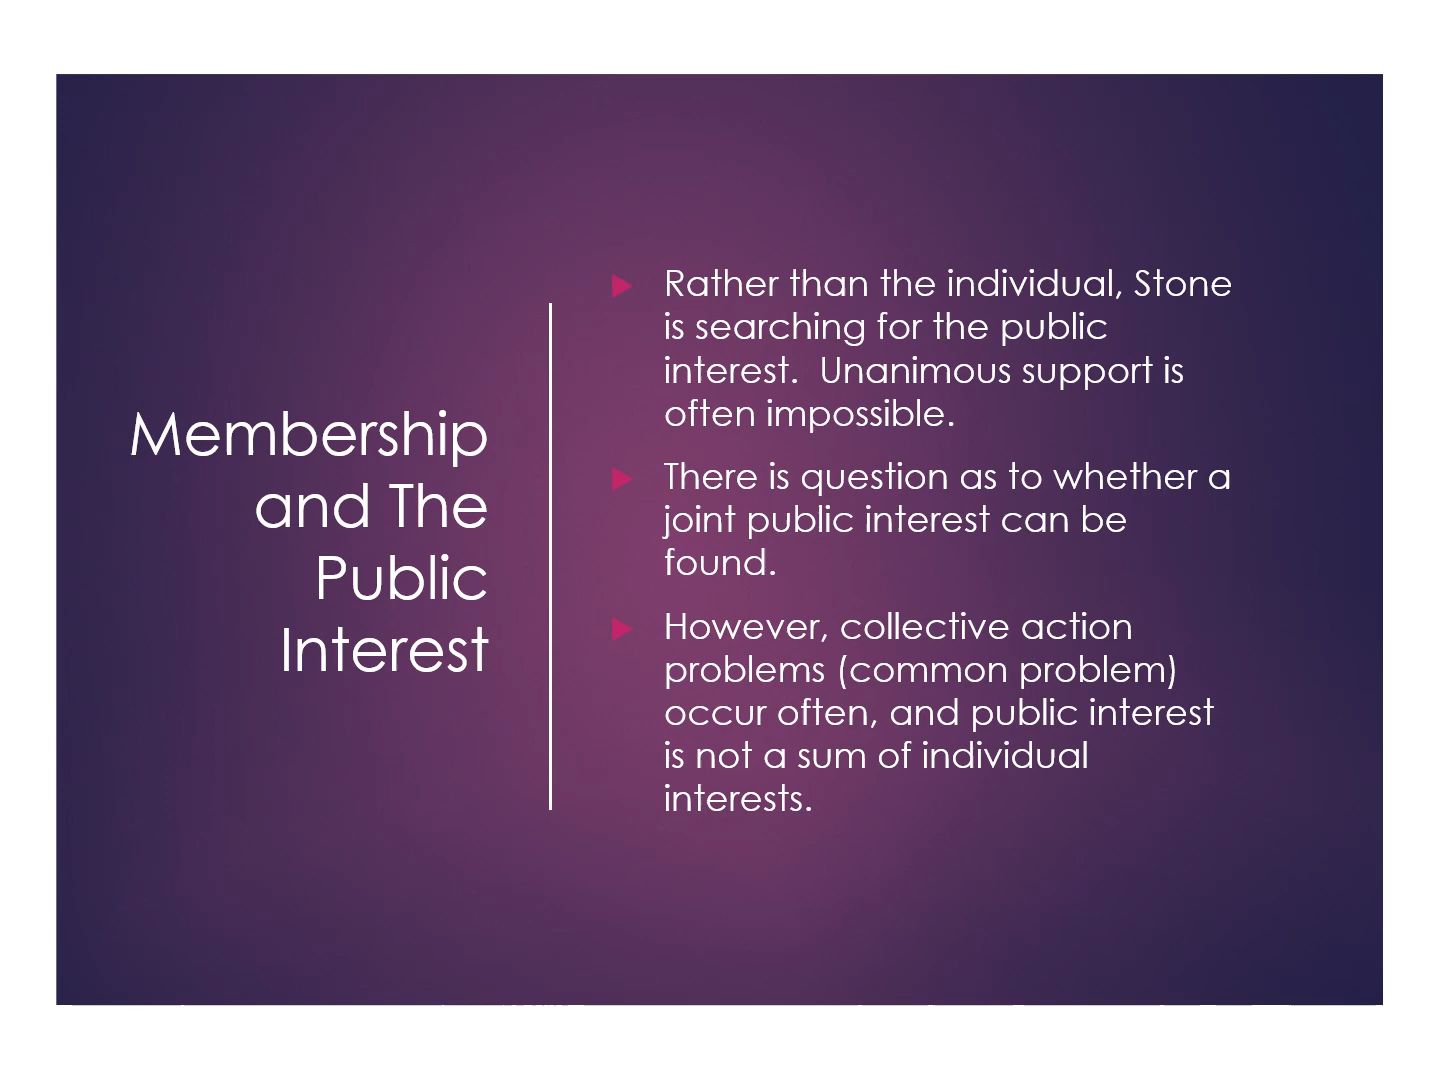 Membership
and The
Public
Interest
Rather than the individual, Stone
is searching for the public
interest.  Unanimous support is
often impossible.
There is question as to whether a
joint public interest can be
found.
However, collective action
problems (common problem)
occur often, and public interest
is not a sum of individual
interests.